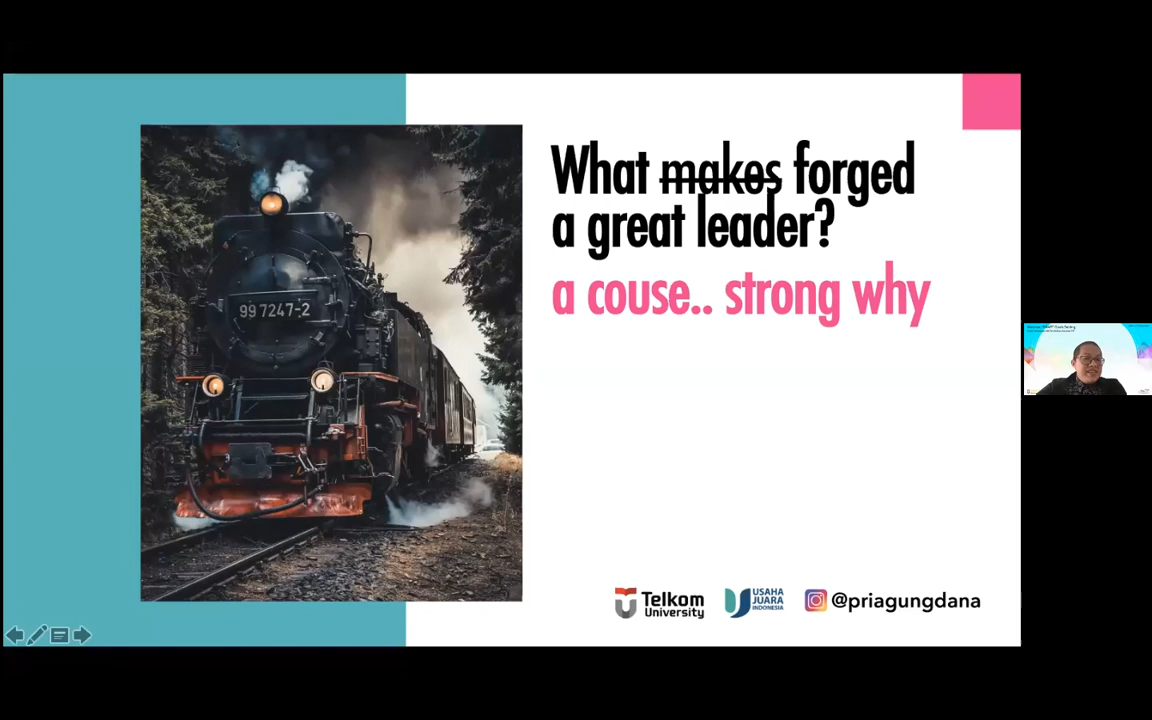 What makes forged
a great leader?
a couse.. strong why
99 7247-2
Telkom
University
USAHA
JUARA
INDONESIA
@priagungdana